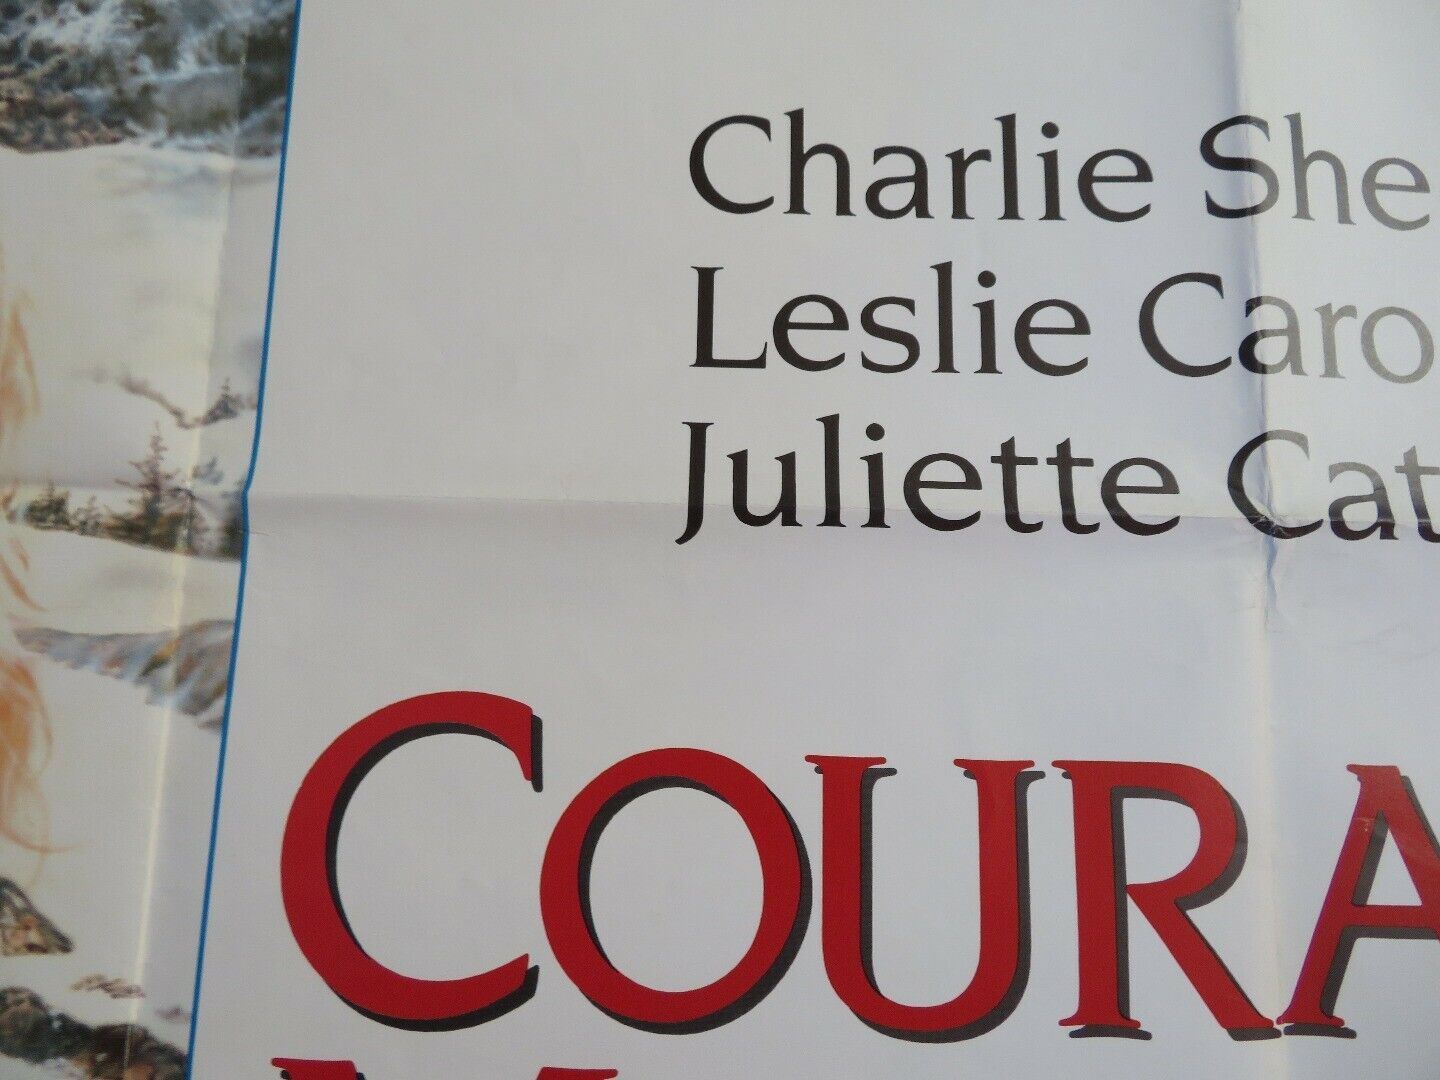 Charlie She
Leslie Caro
Juliette Cat
COURA